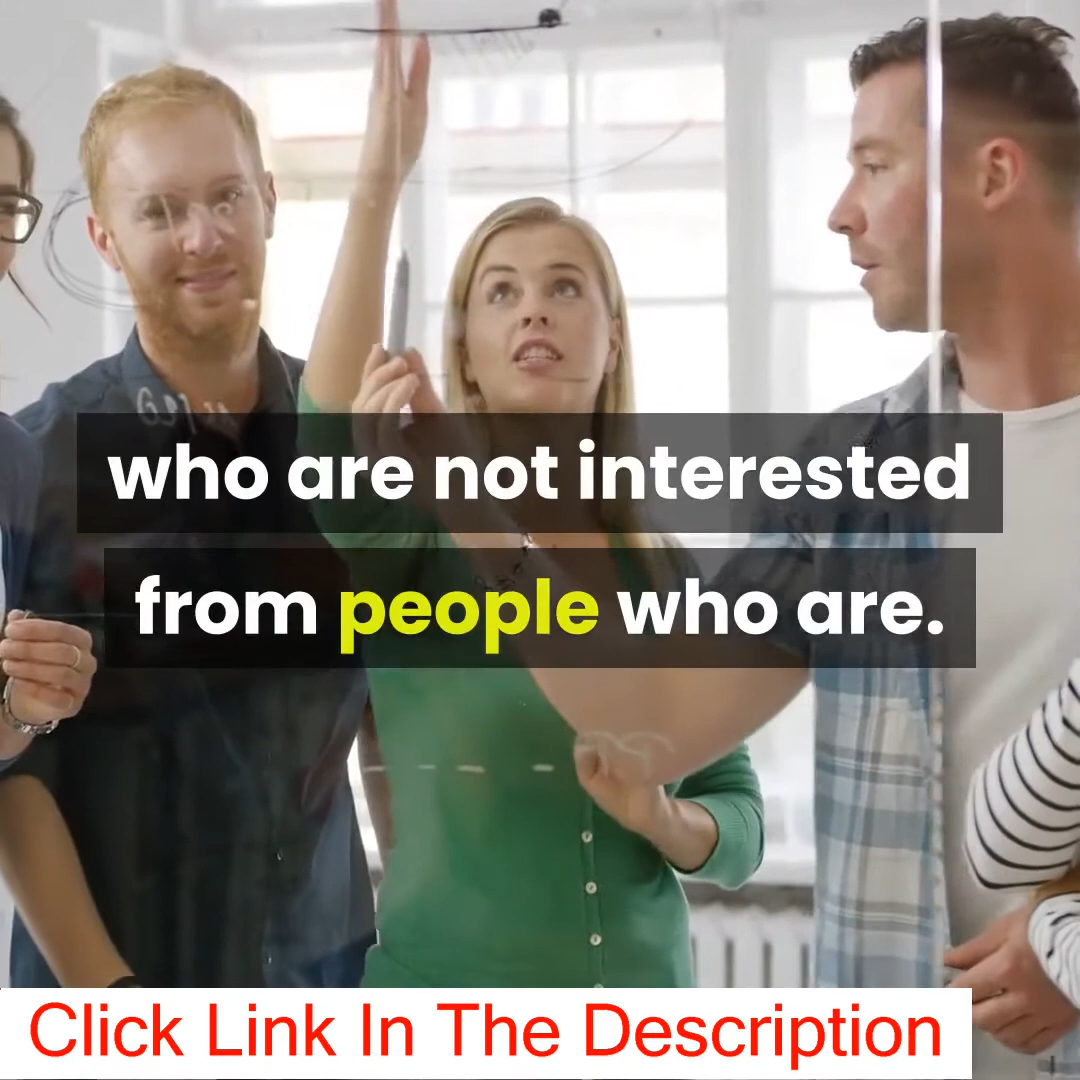 who are not interested
from people who are.
Click Link In The Description